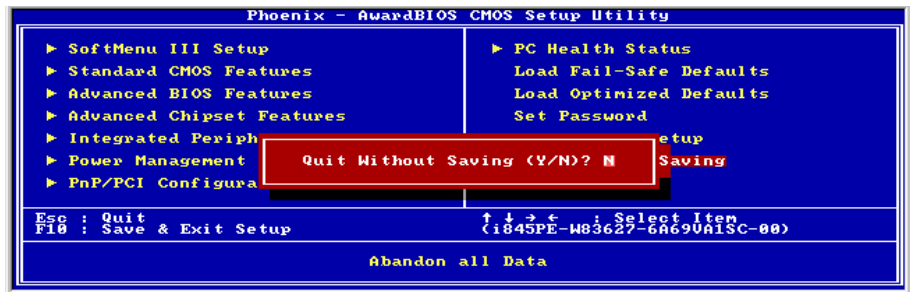 Phoenix - AwardBIOS CMOS Setup Utility
► SoftMenu III Setup
► Standard CMOS Features
► Advanced BIOS Features
► Advanced Chipset Features
► Integrated Periph
► Power Management
► PnP/PCI Configura
► PC Health Status
Load Fail-Safe Defaults
Load Optimized Defaults
Set Password
etup
Saving
Quit Without Saving (Y/N)? N
Esc : Quit
F10 : Save & Exit Setup
↑ ↓ → ← : Select Item
(i845PE-W83627-6A69VA1SC-00)
Abandon all Data